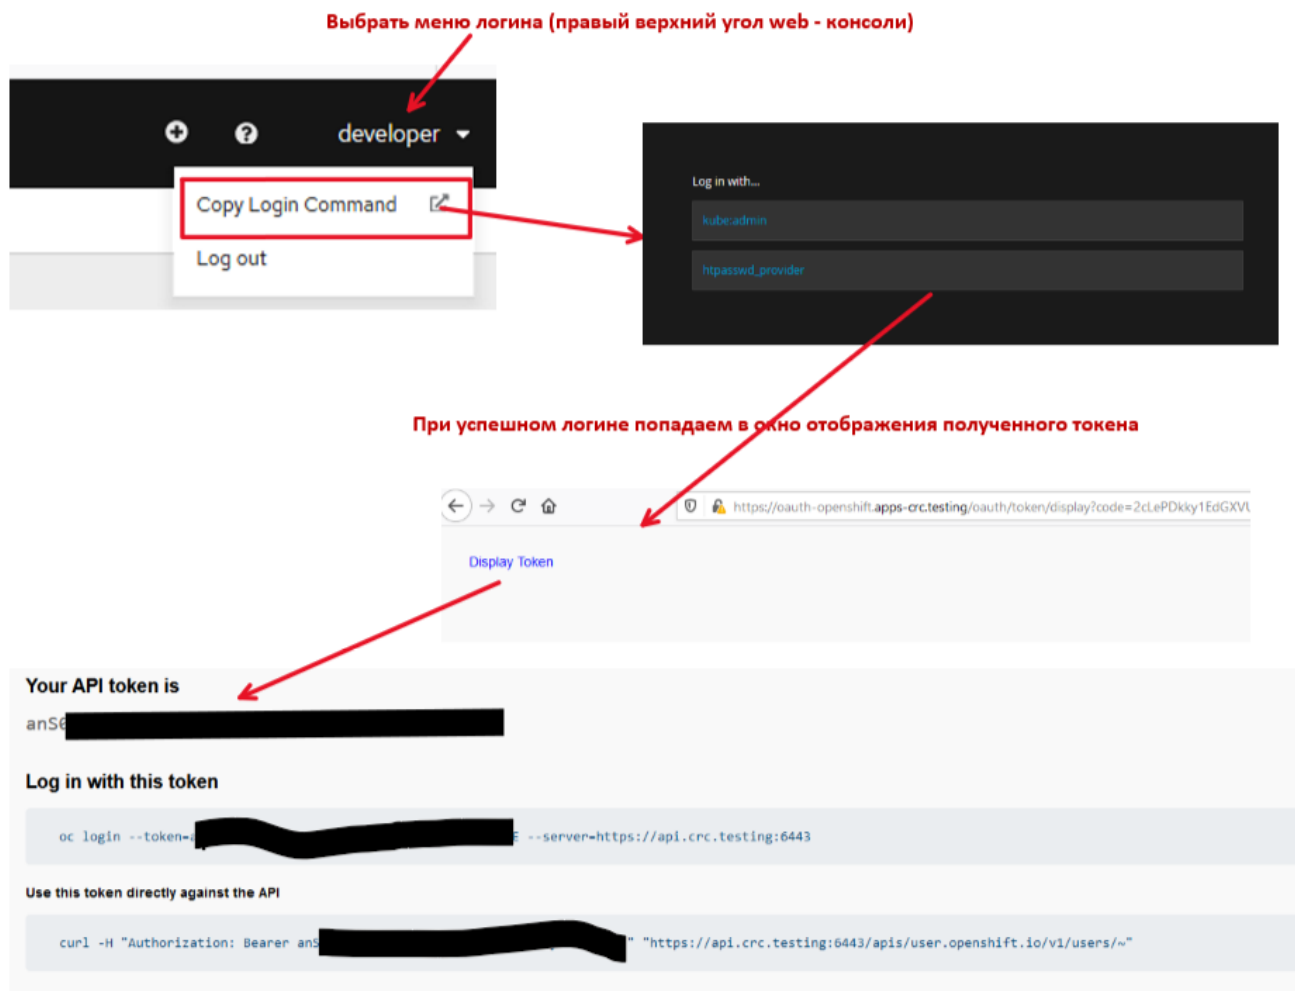 Выбрать меню логина (правый верхний угол web - консоли)
developer
Copy Login Command
Log out
Log in with...
kube:admin
htpasswd_provider
При успешном логине попадаем в окно отображения полученного токена
https://oauth-openshift.apps-crc.testing/oauth/token/display?code=2cLePDkky1EdGXVU
Display Token
Your API token is
anS6
Log in with this token
oc login --token=a E --server=https://api.crc.testing:6443
Use this token directly against the API
curl -H "Authorization: Bearer anS " "https://api.crc.testing:6443/apis/user.openshift.io/v1/users/~"